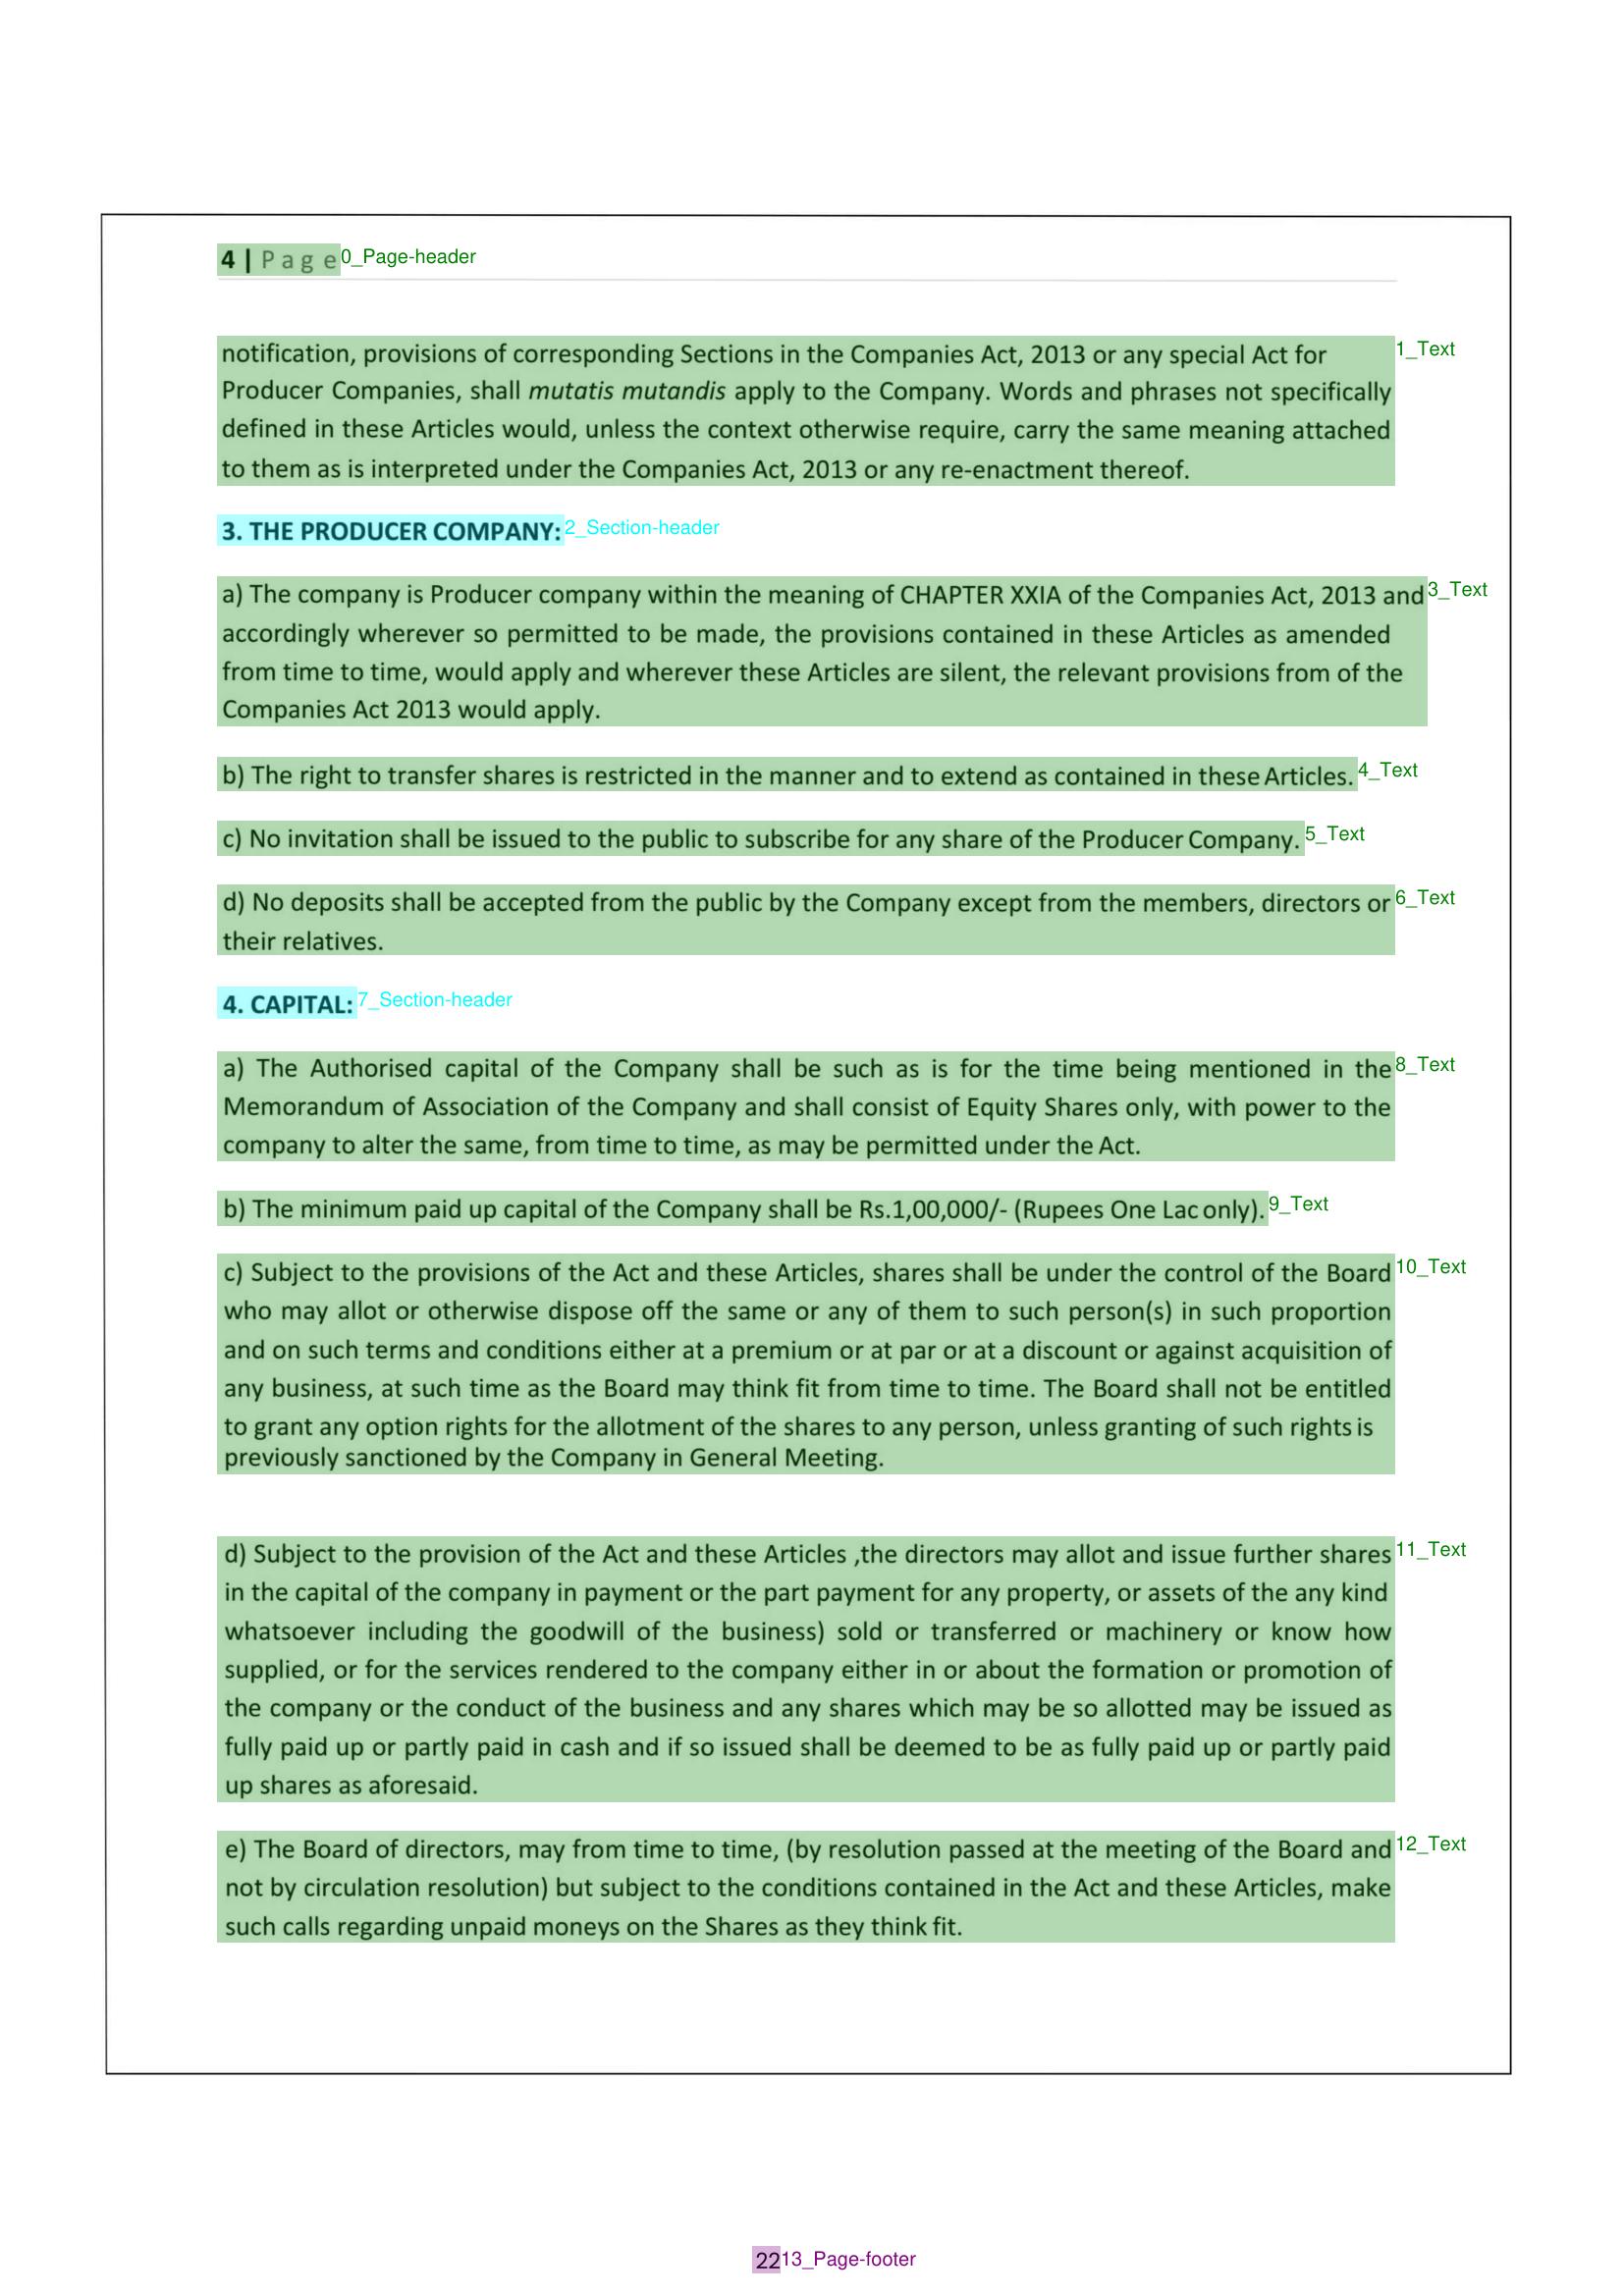 4 | P a g e 0_Page-header
notification, provisions of corresponding Sections in the Companies Act, 2013 or any special Act for 1_Text
Producer Companies, shall mutatis mutandis apply to the Company. Words and phrases not specifically
defined in these Articles would, unless the context otherwise require, carry the same meaning attached
to them as is interpreted under the Companies Act, 2013 or any re-enactment thereof.
3. THE PRODUCER COMPANY: 2_Section-header
a) The company is Producer company within the meaning of CHAPTER XXIA of the Companies Act, 2013 and 3_Text
accordingly wherever so permitted to be made, the provisions contained in these Articles as amended
from time to time, would apply and wherever these Articles are silent, the relevant provisions from of the
Companies Act 2013 would apply.
b) The right to transfer shares is restricted in the manner and to extend as contained in these Articles. 4_Text
c) No invitation shall be issued to the public to subscribe for any share of the Producer Company. 5_Text
d) No deposits shall be accepted from the public by the Company except from the members, directors or 6_Text
their relatives.
4. CAPITAL: 7_Section-header
a) The Authorised capital of the Company shall be such as is for the time being mentioned in the 8_Text
Memorandum of Association of the Company and shall consist of Equity Shares only, with power to the
company to alter the same, from time to time, as may be permitted under the Act.
b) The minimum paid up capital of the Company shall be Rs.1,00,000/- (Rupees One Lac only). 9_Text
c) Subject to the provisions of the Act and these Articles, shares shall be under the control of the Board 10_Text
who may allot or otherwise dispose off the same or any of them to such person(s) in such proportion
and on such terms and conditions either at a premium or at par or at a discount or against acquisition of
any business, at such time as the Board may think fit from time to time. The Board shall not be entitled
to grant any option rights for the allotment of the shares to any person, unless granting of such rights is
previously sanctioned by the Company in General Meeting.
d) Subject to the provision of the Act and these Articles ,the directors may allot and issue further shares 11_Text
in the capital of the company in payment or the part payment for any property, or assets of the any kind
whatsoever including the goodwill of the business) sold or transferred or machinery or know how
supplied, or for the services rendered to the company either in or about the formation or promotion of
the company or the conduct of the business and any shares which may be so allotted may be issued as
fully paid up or partly paid in cash and if so issued shall be deemed to be as fully paid up or partly paid
up shares as aforesaid.
e) The Board of directors, may from time to time, (by resolution passed at the meeting of the Board and 12_Text
not by circulation resolution) but subject to the conditions contained in the Act and these Articles, make
such calls regarding unpaid moneys on the Shares as they think fit.
22 13_Page-footer